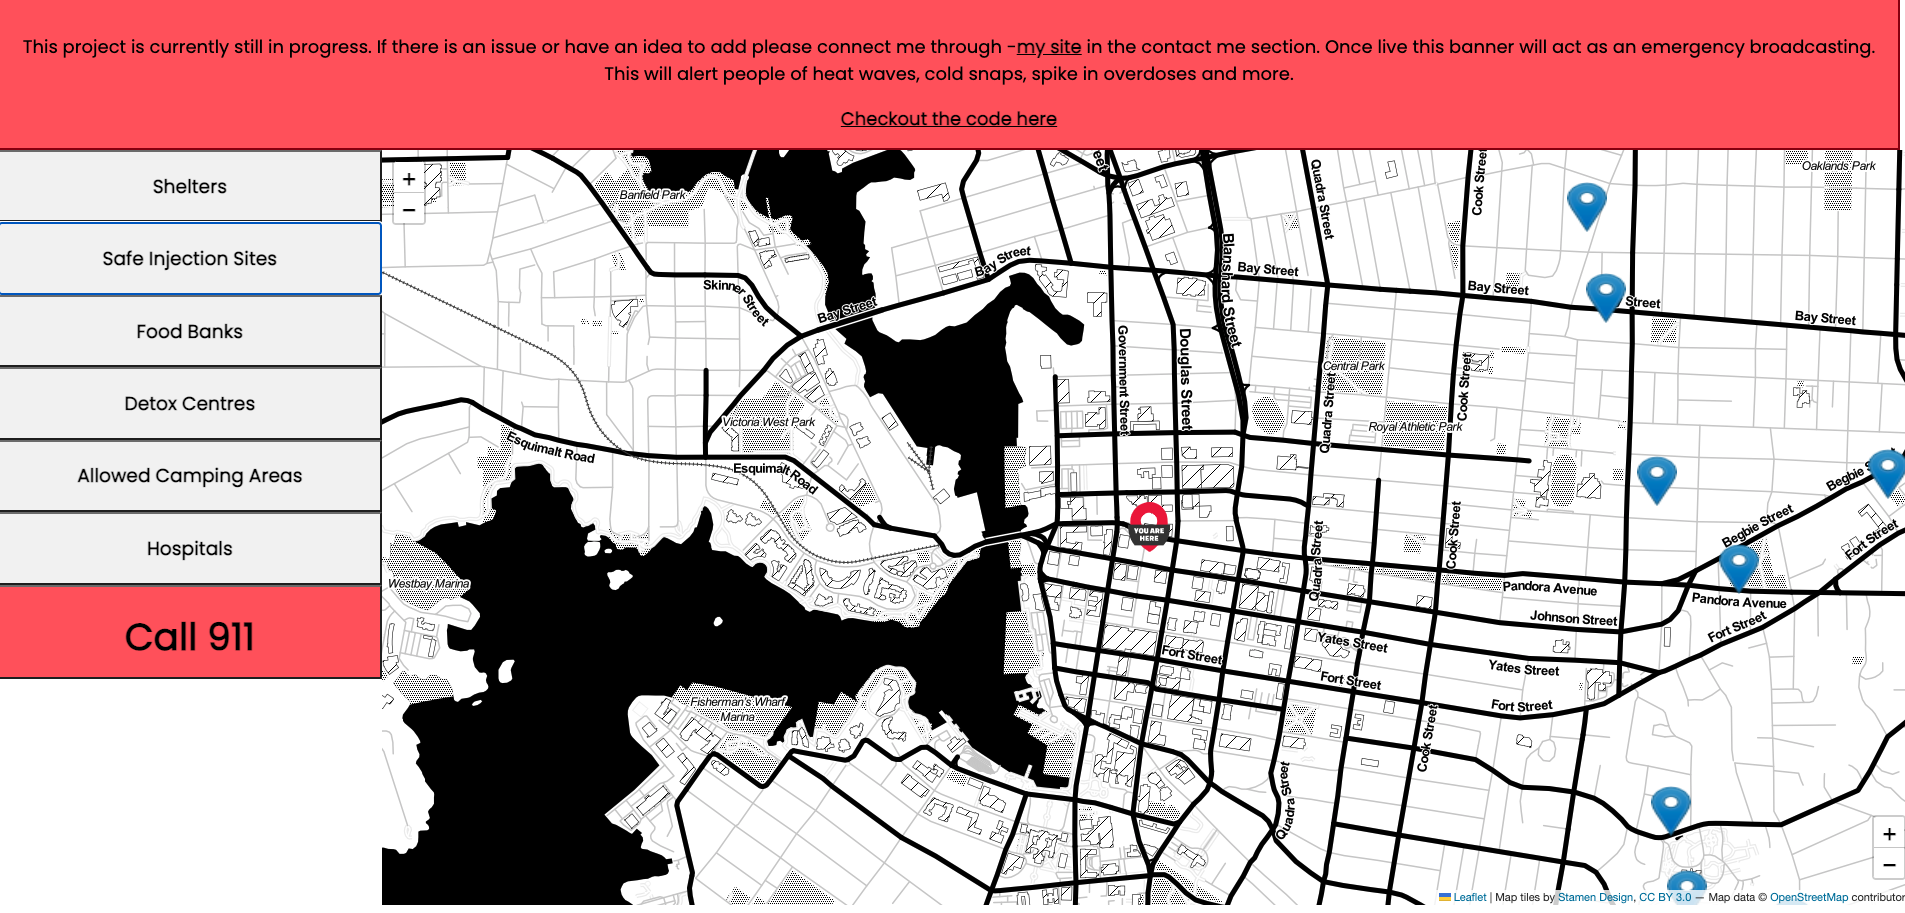 This project is currently still in progress. If there is an issue or have an idea to add please connect me through -my site in the contact me section. Once live this banner will act as an emergency broadcasting.
This will alert people of heat waves, cold snaps, spike in overdoses and more.
Checkout the code here
Shelters
Safe Injection Sites
Food Banks
Detox Centres
Allowed Camping Areas
Hospitals
Call 911
+
−
Banfield Park
Oaklands Park
Quadra Street
Cook Street
Blanshard Street
Bay Street
Bay Street
Bay Street
Street
Bay Street
Skinner Street
Bay Street
Government Street
Douglas Street
Central Park
Quadra Street
Cook Street
Victoria West Park
Royal Athletic Park
Esquimalt Road
Esquimalt Road
Begbie
Begbie Street
Fort Street
YOU ARE
HERE
Quadra Street
Cook Street
Westbay Marina
Pandora Avenue
Pandora Avenue
Johnson Street
Fort Street
Yates Street
Fort Street
Yates Street
Fort Street
Fort Street
Fisherman's Wharf
Marina
Cook Street
Quadra Street
+
−
Leaflet | Map tiles by Stamen Design, CC BY 3.0 — Map data © OpenStreetMap contributor